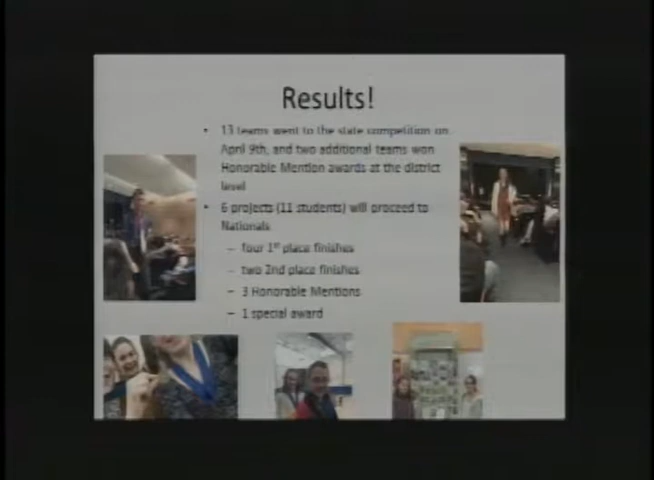 Results!
• 13 teams went to the state competition on
April 9th, and two additional teams won
Honorable Mention awards at the district
level
• 6 projects (11 students) will proceed to
Nationals
– four 1st place finishes
– two 2nd place finishes
– 3 Honorable Mentions
– 1 special award